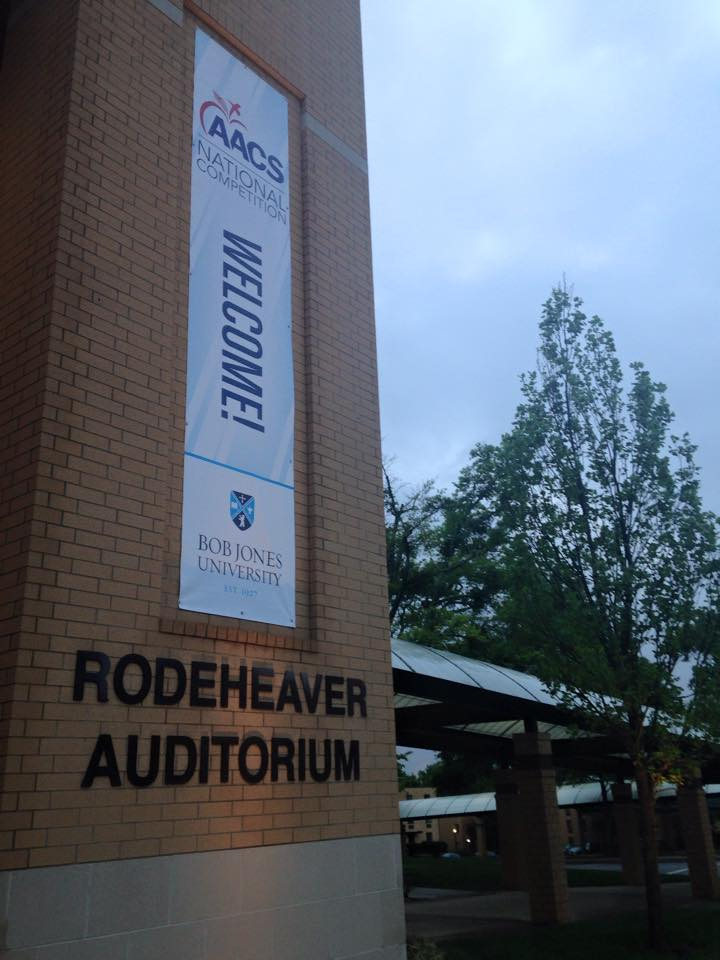 AACS
NATIONAL
COMPETITION
WELCOME!
BOB JONES
UNIVERSITY
EST. 1927
RODEHEAVER
AUDITORIUM